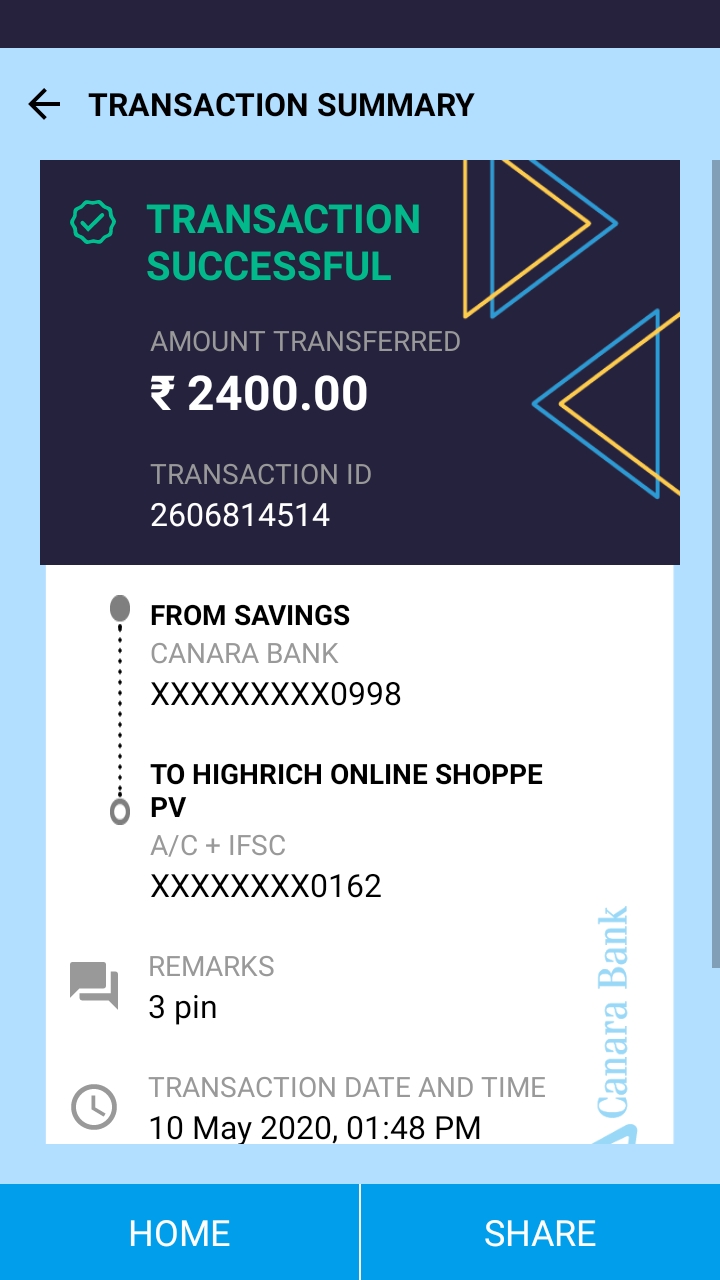 TRANSACTION SUMMARY
TRANSACTION
SUCCESSFUL
AMOUNT TRANSFERRED
₹ 2400.00
TRANSACTION ID
2606814514
FROM SAVINGS
CANARA BANK
XXXXXXXXX0998
TO HIGHRICH ONLINE SHOPPE
PV
A/C + IFSC
XXXXXXXX0162
REMARKS
3 pin
TRANSACTION DATE AND TIME
10 May 2020, 01:48 PM
Canara Bank
HOME
SHARE